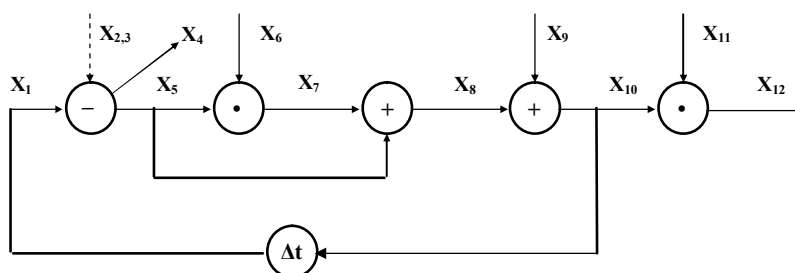 X2,3
X4
X6
X9
X11
X1
−
X5
•
X7
+
X8
+
X10
•
X12
Δt